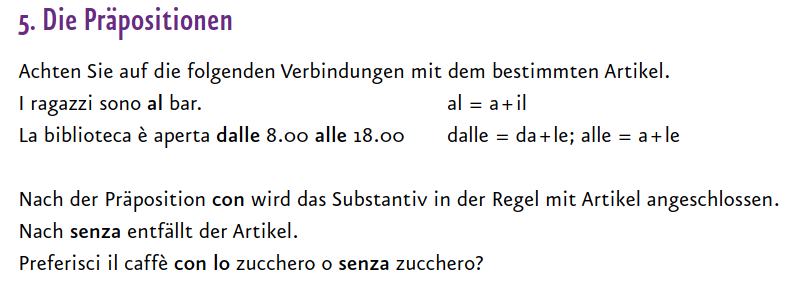 5. Die Präpositionen
Achten Sie auf die folgenden Verbindungen mit dem bestimmten Artikel.
I ragazzi sono al bar. al = a+il
La biblioteca è aperta dalle 8.00 alle 18.00 dalle = da+le; alle = a+le
Nach der Präposition con wird das Substantiv in der Regel mit Artikel angeschlossen.
Nach senza entfällt der Artikel.
Preferisci il caffè con lo zucchero o senza zucchero?